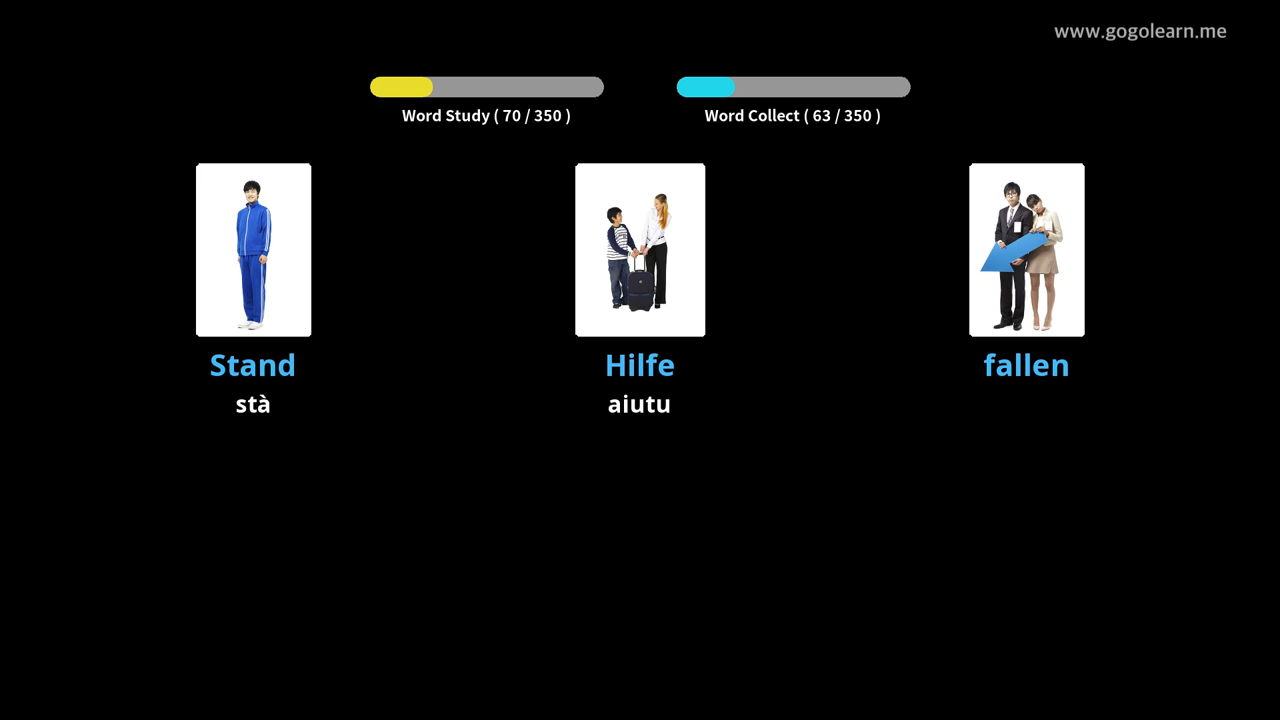 www.gogolearn.me
Word Study ( 70 / 350 )
Word Collect ( 63 / 350 )
Stand
stà
Hilfe
aiutu
fallen